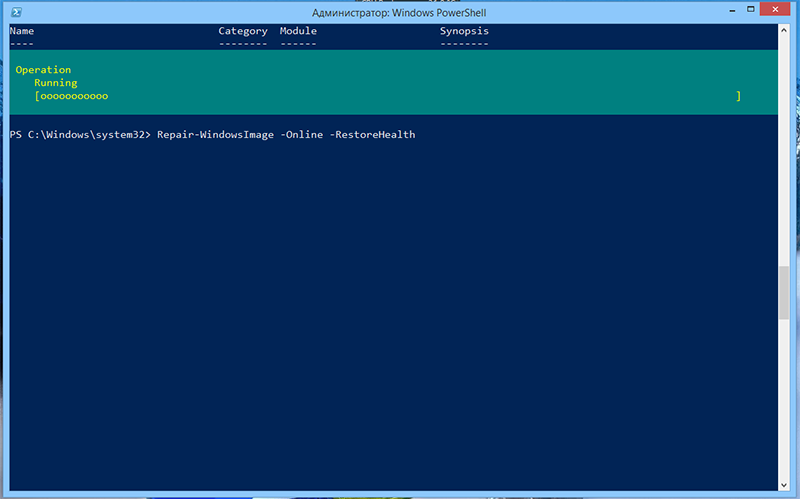 Администратор: Windows PowerShell
Name Category Module Synopsis
---- -------- ------ --------
Operation
Running
[ooooooooooo ]
PS C:\Windows\system32> Repair-WindowsImage -Online -RestoreHealth